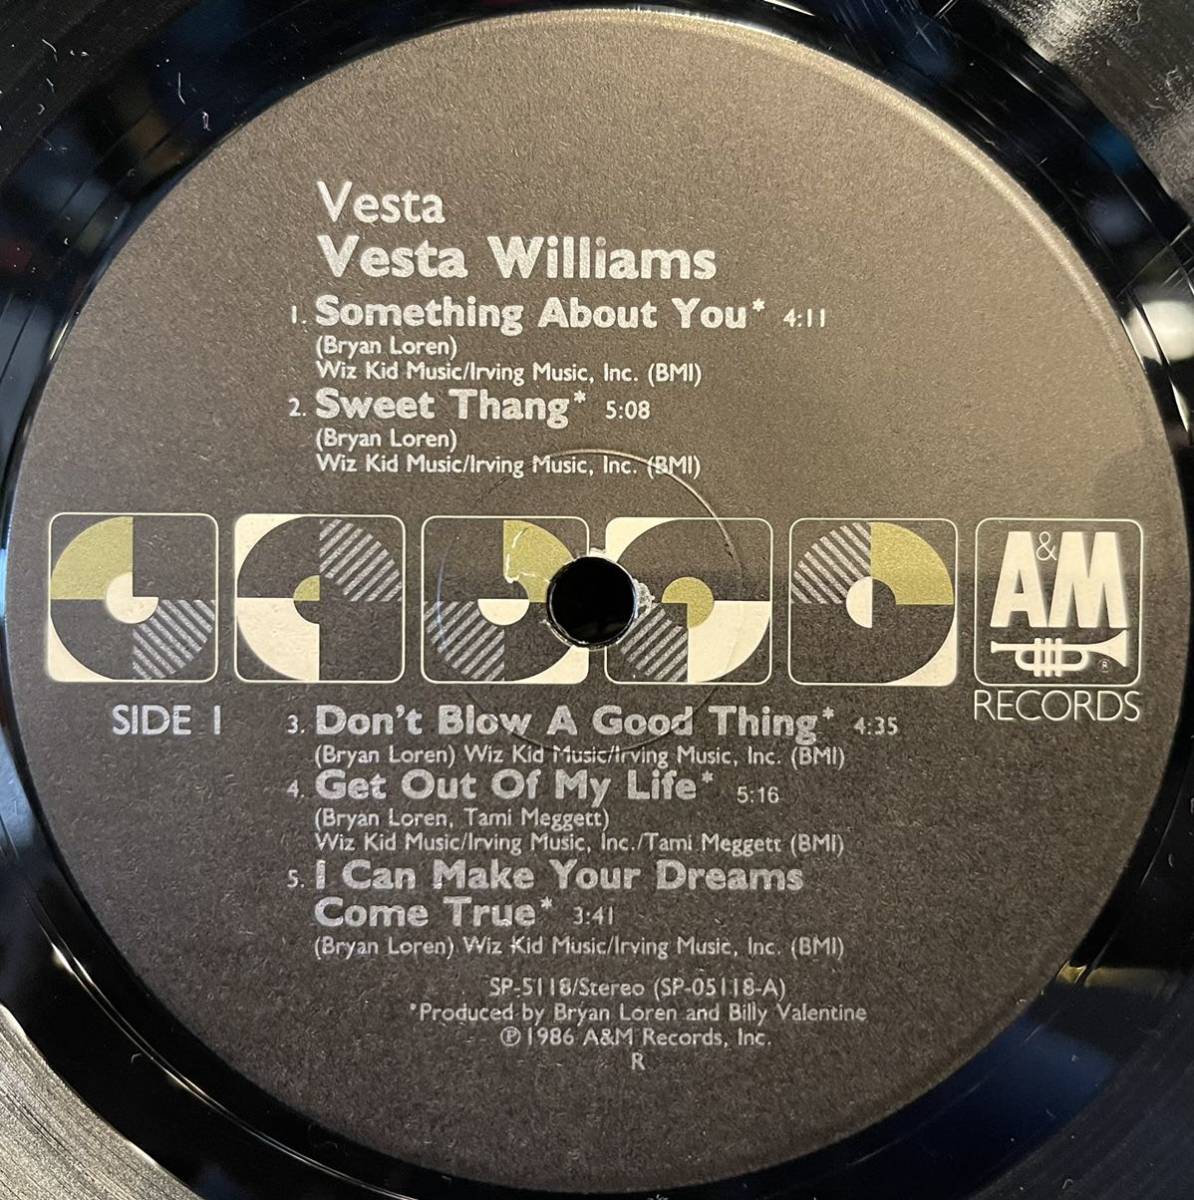 Vesta
Vesta Williams
1. Something About You* 4:11
(Bryan Loren)
Wiz Kid Music/Irving Music, Inc. (BMI)
2. Sweet Thang* 5:08
(Bryan Loren)
Wiz Kid Music/Irving Music, Inc. (BMI)
A&M
®
RECORDS
SIDE 1
3. Don't Blow A Good Thing* 4:35
(Bryan Loren) Wiz Kid Music/Irving Music, Inc. (BMI)
4. Get Out Of My Life* 5:16
(Bryan Loren, Tami Meggett)
Wiz Kid Music/Irving Music, Inc./Tami Meggett (BMI)
5. I Can Make Your Dreams
Come True* 3:41
(Bryan Loren) Wiz Kid Music/Irving Music, Inc. (BMI)
SP-5118/Stereo (SP-05118-A)
*Produced by Bryan Loren and Billy Valentine
℗1986 A&M Records, Inc.
R